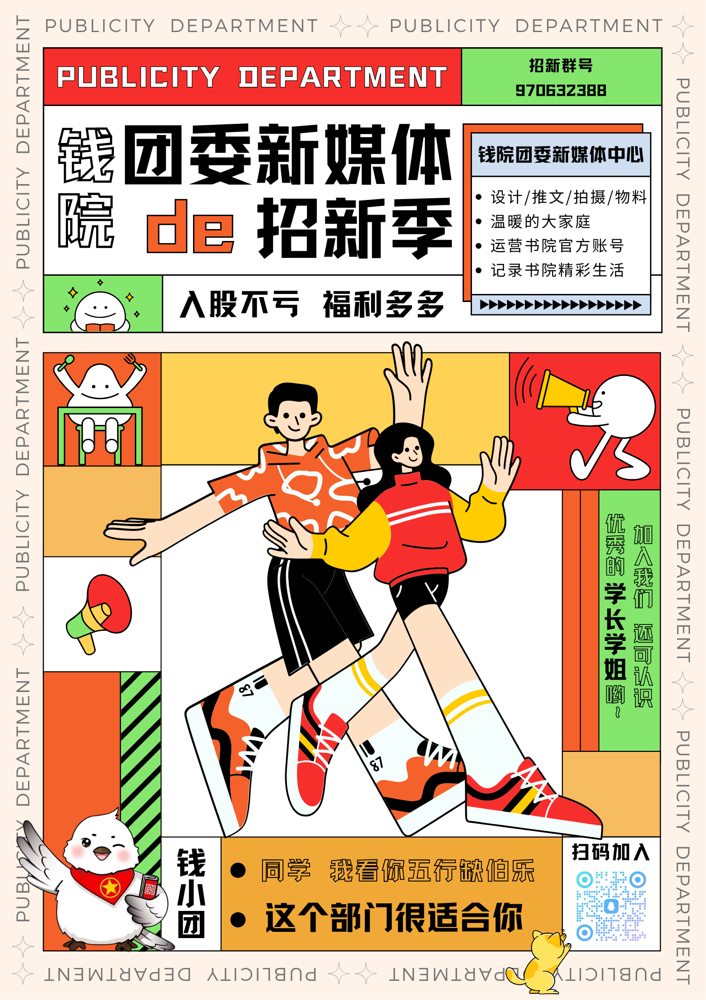 PUBLICITY DEPARTMENT PUBLICITY DEPARTMENT
PUBLICITY DEPARTMENT
招新群号
970632388
钱院
团委新媒体
de 招新季
钱院团委新媒体中心
设计/推文/拍摄/物料
温暖的大家庭
运营书院官方账号
记录书院精彩生活
入股不亏 福利多多
加入我们 还可认识
优秀的学长学姐哟~
87
87
钱小团
同学 我看你五行缺伯乐
这个部门很适合你
扫码加入
PUBLICITY DEPARTMENT PUBLICITY DEPARTMENT PUBLICITY DEPARTMENT
PUBLICITY DEPARTMENT PUBLICITY DEPARTMENT PUBLICITY DEPARTMENT
PUBLICITY DEPARTMENT PUBLICITY DEPARTMENT